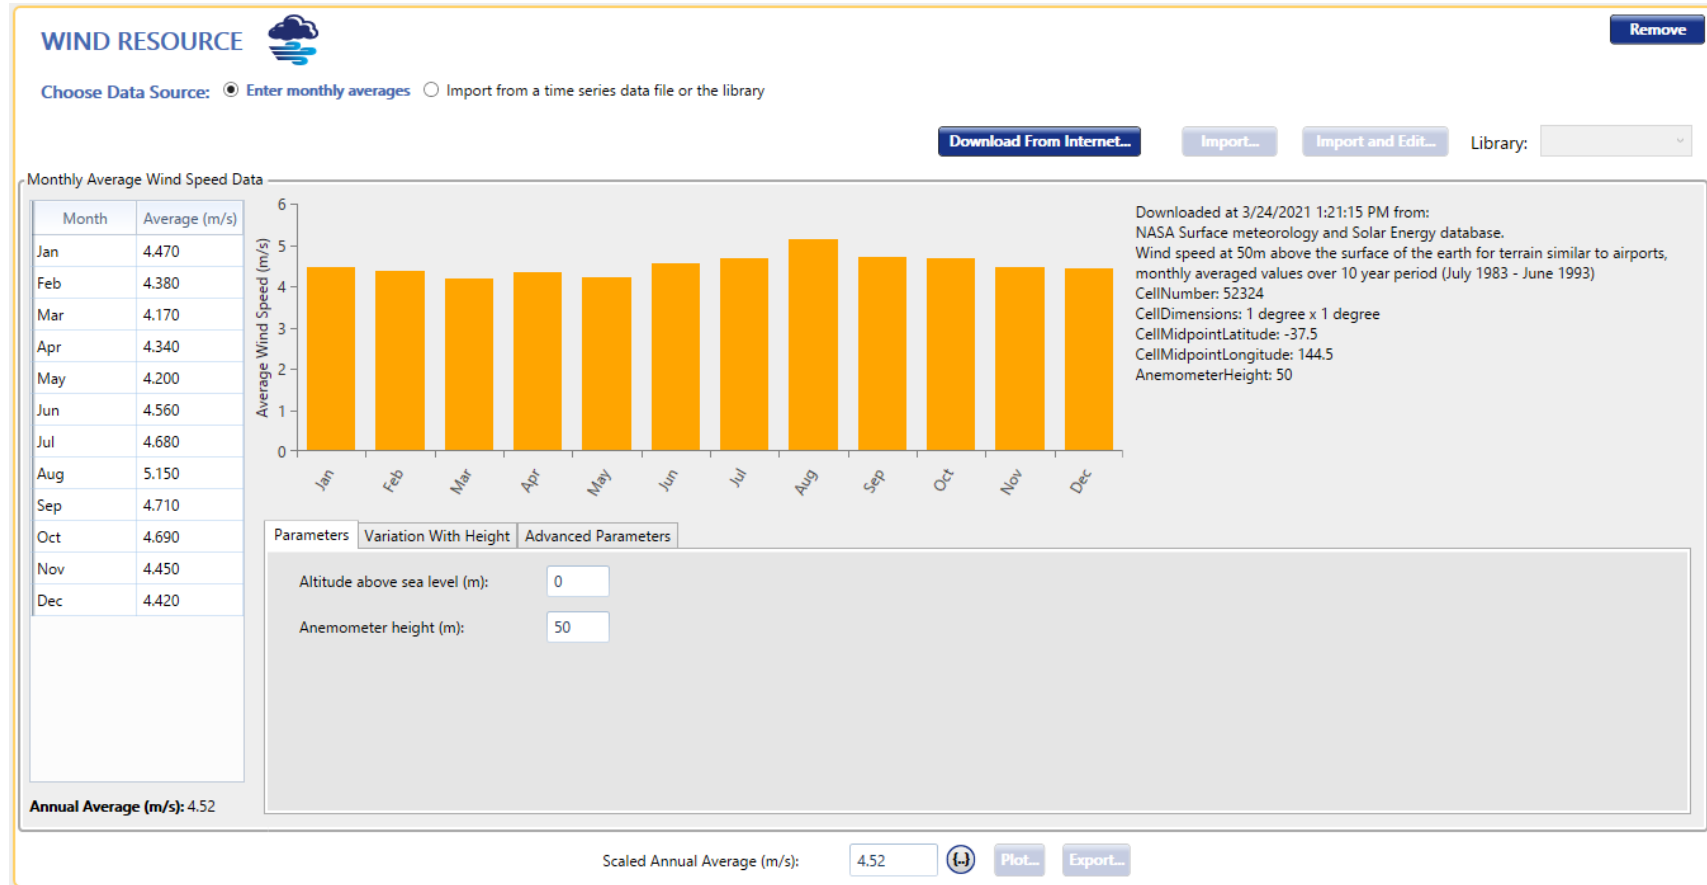 WIND RESOURCE
Remove
Choose Data Source: Enter monthly averages Import from a time series data file or the library
Download From Internet... Import... Import and Edit... Library:
Monthly Average Wind Speed Data
Month Average (m/s)
Jan 4.470
Feb 4.380
Mar 4.170
Apr 4.340
May 4.200
Jun 4.560
Jul 4.680
Aug 5.150
Sep 4.710
Oct 4.690
Nov 4.450
Dec 4.420
Annual Average (m/s): 4.52
Average Wind Speed (m/s)
6
5
4
3
2
1
0
Jan Feb Mar Apr May Jun Jul Aug Sep Oct Nov Dec
Downloaded at 3/24/2021 1:21:15 PM from:
NASA Surface meteorology and Solar Energy database.
Wind speed at 50m above the surface of the earth for terrain similar to airports,
monthly averaged values over 10 year period (July 1983 - June 1993)
CellNumber: 52324
CellDimensions: 1 degree x 1 degree
CellMidpointLatitude: -37.5
CellMidpointLongitude: 144.5
AnemometerHeight: 50
Parameters Variation With Height Advanced Parameters
Altitude above sea level (m): 0
Anemometer height (m): 50
Scaled Annual Average (m/s): 4.52 {..} Plot... Export...